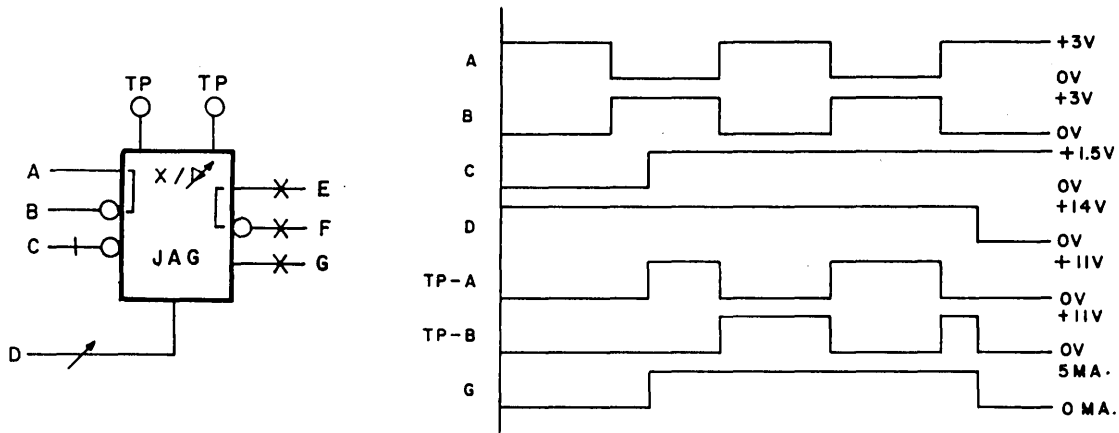 TP TP
A
X/
E
B
F
C
JAG
G
D
A
+3V
0V
B
+3V
0V
C
+1.5V
0V
D
+14V
0V
TP-A
+11V
0V
TP-B
+11V
0V
G
5MA.
0 MA.